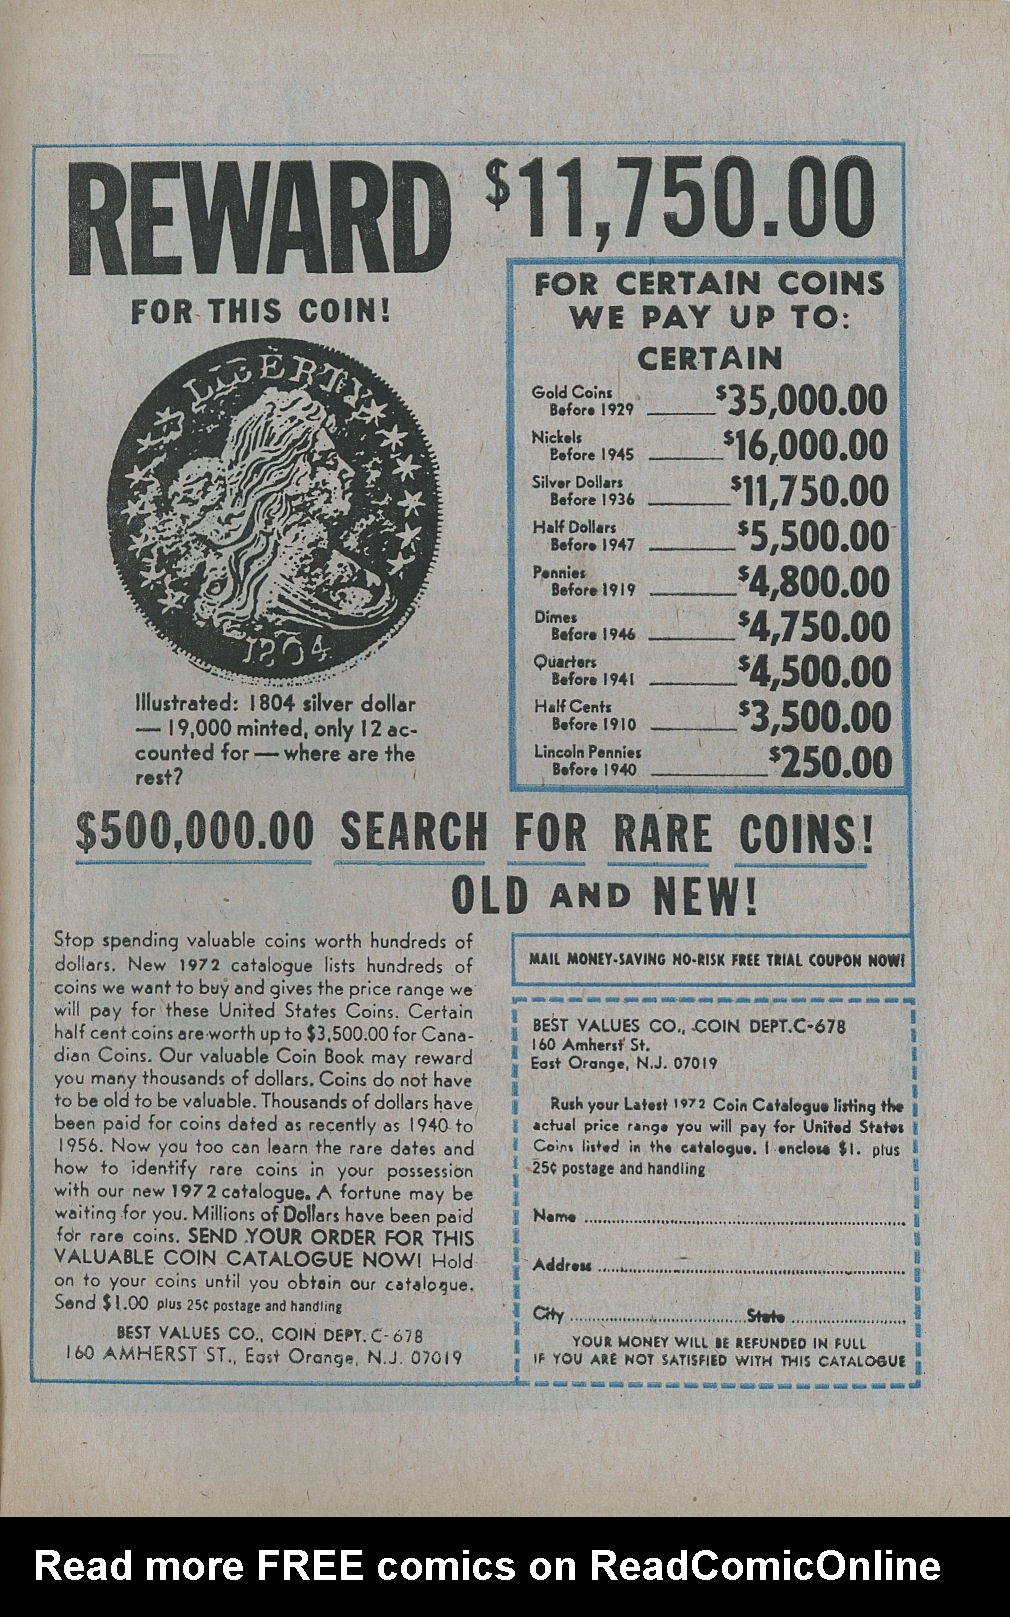 REWARD $11,750.00
FOR THIS COIN!
LIBERTY
1804
Illustrated: 1804 silver dollar
— 19,000 minted, only 12 ac-
counted for — where are the
rest?
FOR CERTAIN COINS
WE PAY UP TO:
CERTAIN
Gold Coins
Before 1929 $35,000.00
Nickels
Before 1945 $16,000.00
Silver Dollars
Before 1936 $11,750.00
Half Dollars
Before 1947 $5,500.00
Pennies
Before 1919 $4,800.00
Dimes
Before 1946 $4,750.00
Quarters
Before 1941 $4,500.00
Half Cents
Before 1910 $3,500.00
Lincoln Pennies
Before 1940 $250.00
$500,000.00 SEARCH FOR RARE COINS!
OLD AND NEW!
Stop spending valuable coins worth hundreds of
dollars. New 1972 catalogue lists hundreds of
coins we want to buy and gives the price range we
will pay for these United States Coins. Certain
half cent coins are worth up to $3,500.00 for Cana-
dian Coins. Our valuable Coin Book may reward
you many thousands of dollars. Coins do not have
to be old to be valuable. Thousands of dollars have
been paid for coins dated as recently as 1940 to
1956. Now you too can learn the rare dates and
how to identify rare coins in your possession
with our new 1972 catalogue. A fortune may be
waiting for you. Millions of Dollars have been paid
for rare coins. SEND YOUR ORDER FOR THIS
VALUABLE COIN CATALOGUE NOW! Hold
on to your coins until you obtain our catalogue.
Send $1.00 plus 25¢ postage and handling
BEST VALUES CO., COIN DEPT. C-678
160 AMHERST ST., East Orange, N.J. 07019
MAIL MONEY-SAVING NO-RISK FREE TRIAL COUPON NOW!
BEST VALUES CO., COIN DEPT. C-678
160 Amherst St.
East Orange, N.J. 07019
Rush your Latest 1972 Coin Catalogue listing the
actual price range you will pay for United States
Coins listed in the catalogue. I enclose $1. plus
25¢ postage and handling
Name
Address
City State
YOUR MONEY WILL BE REFUNDED IN FULL
IF YOU ARE NOT SATISFIED WITH THIS CATALOGUE
Read more FREE comics on ReadComicOnline